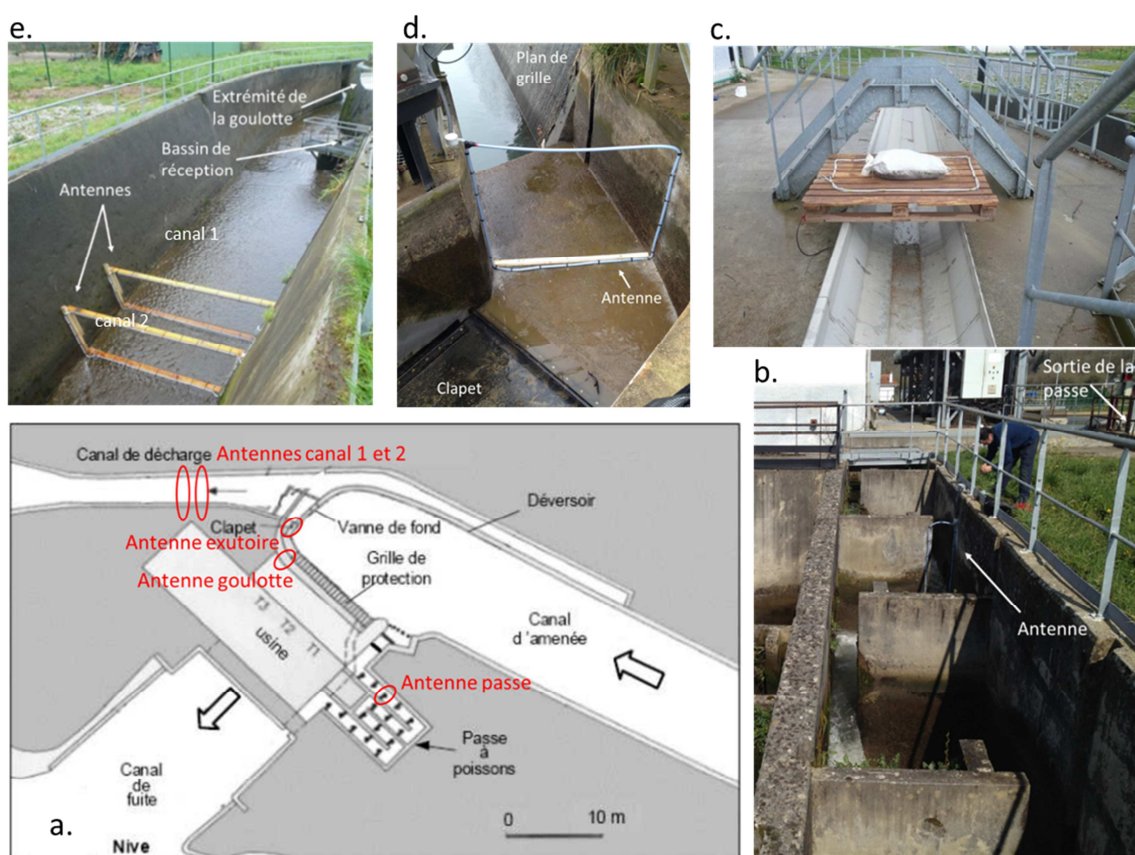 e.
Extrémité de
la goulotte
Bassin de
réception
Antennes
canal 1
canal 2
d.
Plan de
grille
Antenne
Clapet
c.
b.
Sortie de la
passe
Antenne
Canal de décharge
Antennes canal 1 et 2
Déversoir
Clapet
Vanne de fond
Antenne exutoire
Grille de
protection
Antenne goulotte
T3
T2
T1
usine
Canal
d'amenée
Antenne passe
Passe
à
poissons
Canal
de
fuite
0 10 m
a.
Nive